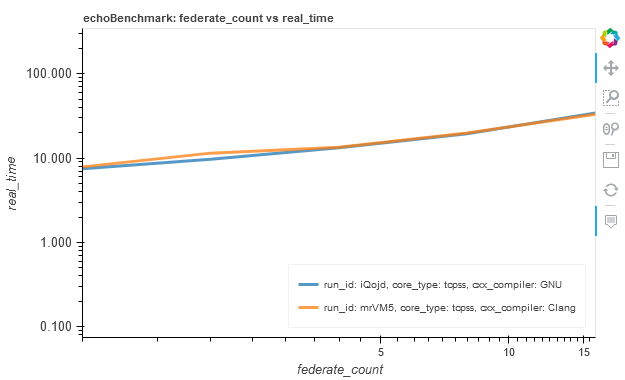 echoBenchmark: federate_count vs real_time
100.000
10.000
1.000
0.100
real_time
run_id: iQojd, core_type: tcpss, cxx_compiler: GNU
run_id: mrVM5, core_type: tcpss, cxx_compiler: Clang
5
10
15
federate_count